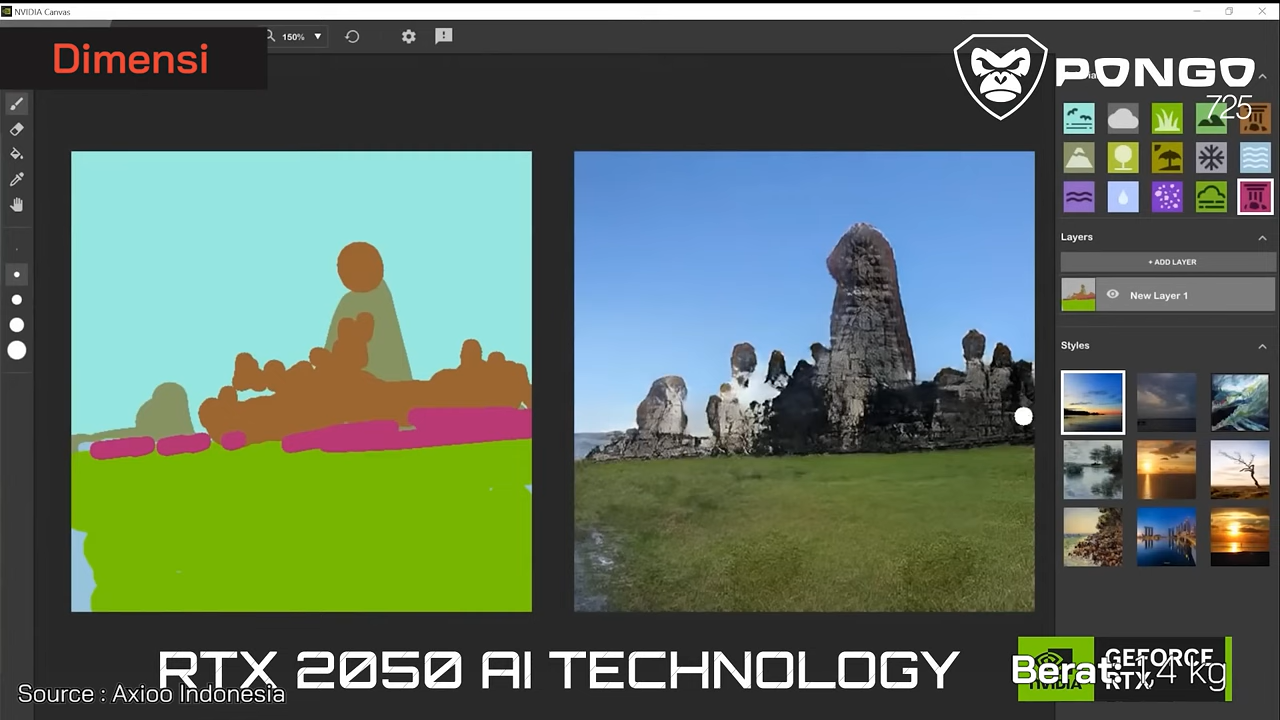 NVIDIA Canvas
Dimensi
150%
PONGO
725
Layers
+ ADD LAYER
New Layer 1
Styles
RTX 2050 AI TECHNOLOGY
GEFORCE
RTX
NVIDIA
Berat : 1.4 kg
Source : Axioo Indonesia